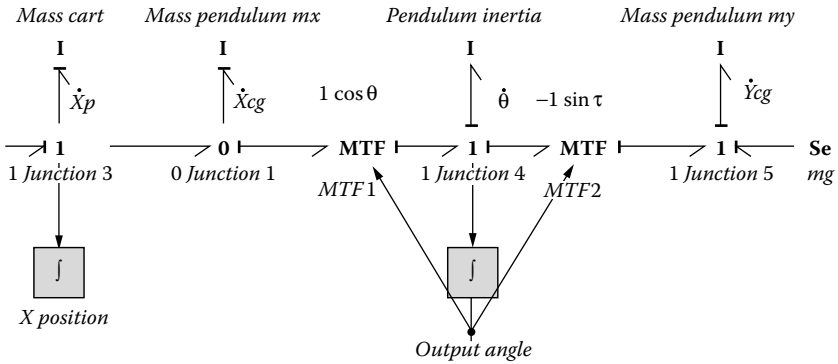 Mass cart Mass pendulum mx Pendulum inertia Mass pendulum my
I I I I
Ẋp Ẋcg 1 cos θ θ̇ −1 sin τ Ẏcg
1 0 MTF 1 MTF 1 Se
1 Junction 3 0 Junction 1 MTF1 1 Junction 4 MTF2 1 Junction 5 mg
∫ ∫
X position
Output angle